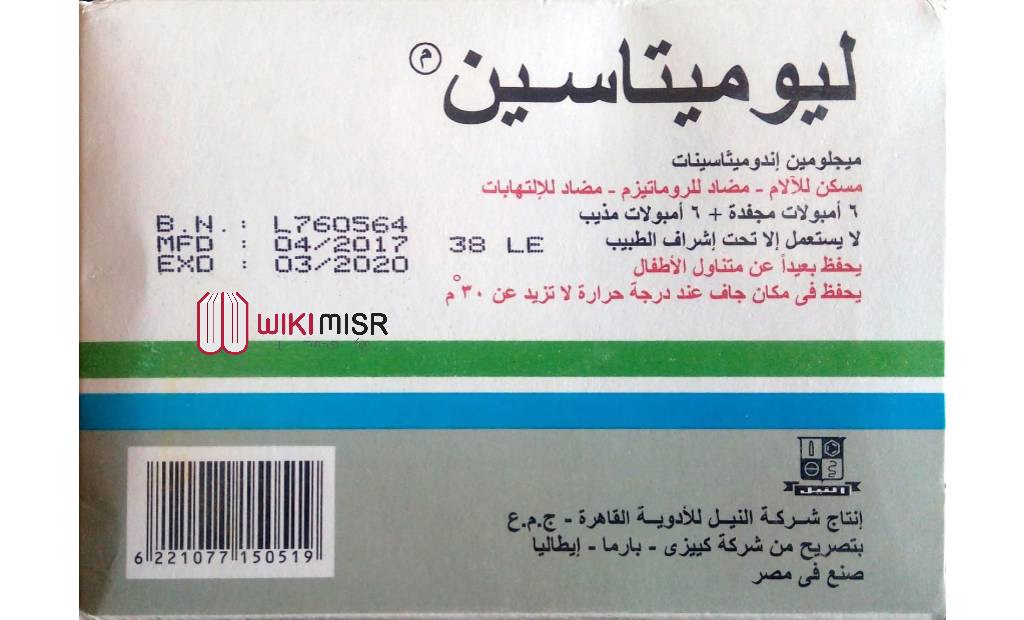 ليوميتاسين م
ميجلومين إندوميثاسينات
مسكن للآلام - مضاد للروماتيزم - مضاد للإلتهابات
٦ أمبولات مجفدة + ٦ أمبولات مذيب
لا يستعمل إلا تحت إشراف الطبيب
يحفظ بعيداً عن متناول الأطفال
يحفظ فى مكان جاف عند درجة حرارة لا تزيد عن ٣٠°م
B.N.: L760564
MFD : 04/2017 38 LE
EXD : 03/2020
WIKI MISR
النيل
إنتاج شركة النيل للأدوية القاهرة - ج.م.ع
بتصريح من شركة كييزى - بارما - إيطاليا
صنع فى مصر
6 221077 150519